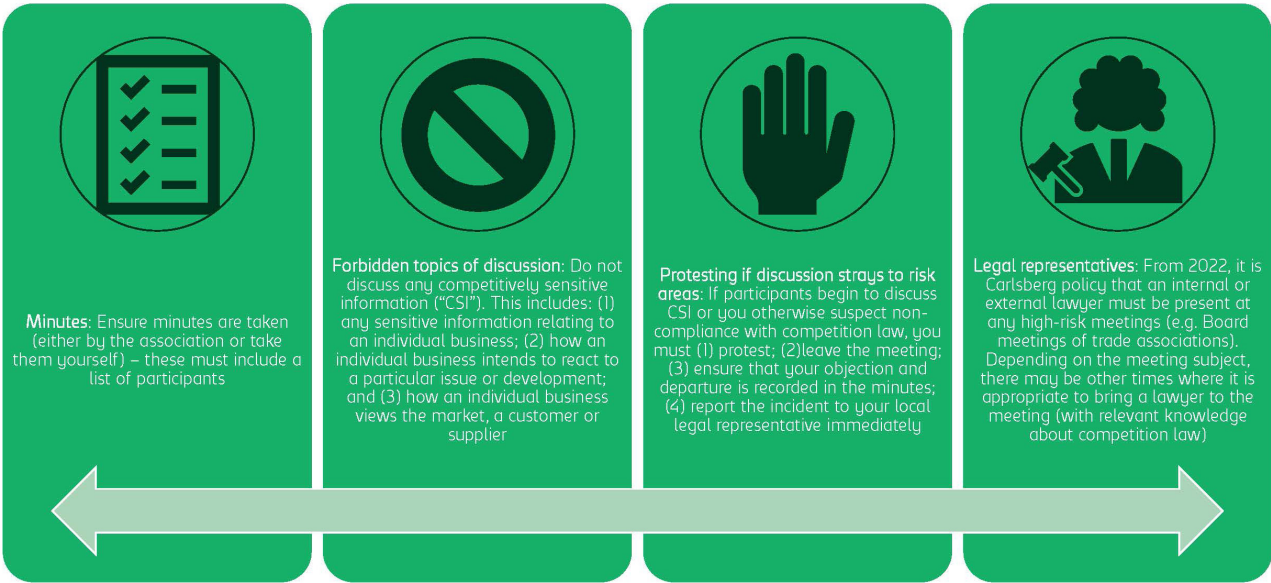 Minutes: Ensure minutes are taken
(either by the association or take
them yourself) – these must include a
list of participants
Forbidden topics of discussion: Do not
discuss any competitively sensitive
information (“CSI”). This includes: (1)
any sensitive information relating to
an individual business; (2) how an
individual business intends to react to
a particular issue or development;
and (3) how an individual business
views the market, a customer or
supplier
Protesting if discussion strays to risk
areas: If participants begin to discuss
CSI or you otherwise suspect non-
compliance with competition law, you
must (1) protest; (2)leave the meeting;
(3) ensure that your objection and
departure is recorded in the minutes;
(4) report the incident to your local
legal representative immediately
Legal representatives: From 2022, it is
Carlsberg policy that an internal or
external lawyer must be present at
any high-risk meetings (e.g. Board
meetings of trade associations).
Depending on the meeting subject,
there may be other times where it is
appropriate to bring a lawyer to the
meeting (with relevant knowledge
about competition law)